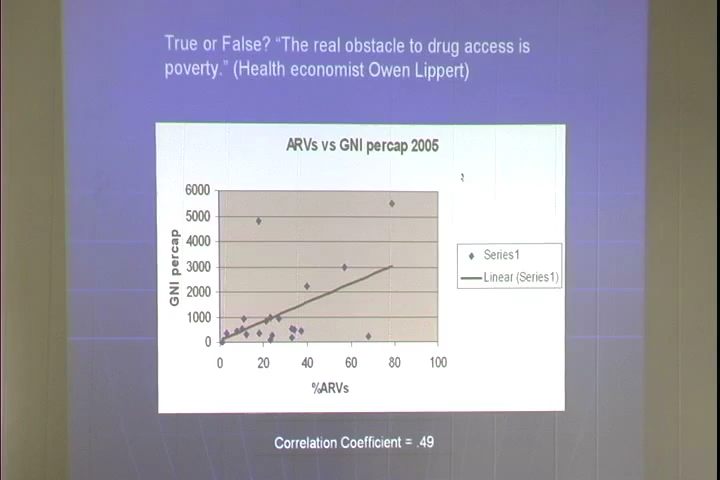 True or False? “The real obstacle to drug access is
poverty.” (Health economist Owen Lippert)
ARVs vs GNI percap 2005
GNI percap
6000
5000
4000
3000
2000
1000
0
0 20 40 60 80 100
%ARVs
Series1
Linear (Series1)
Correlation Coefficient = .49